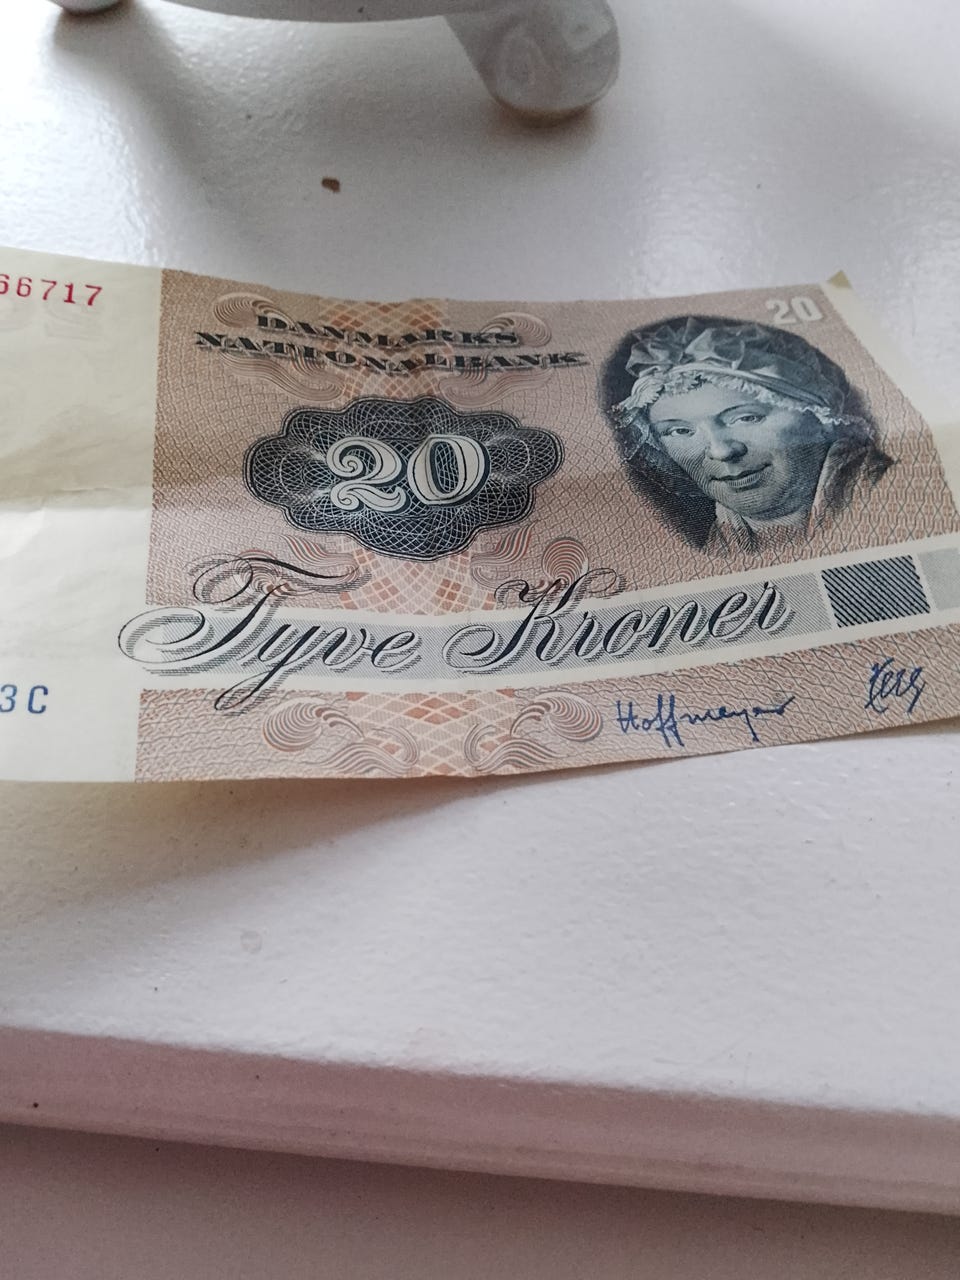 66717
20
DANMARKS
NATIONALBANK
20
Tyve Kroner
3C
Hoffmeyer